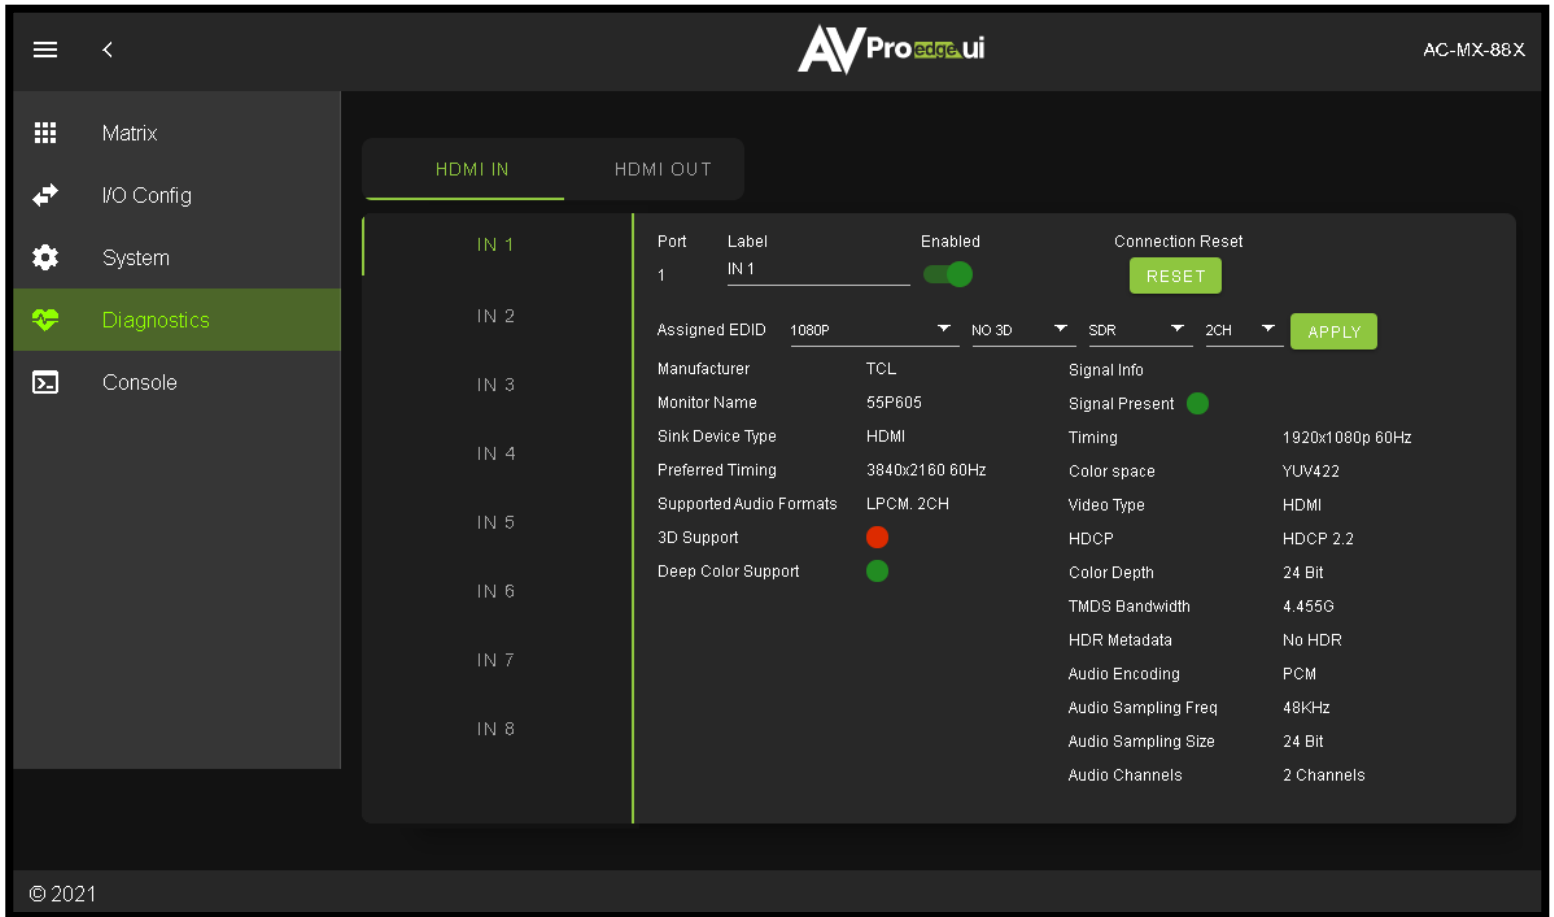 AVPro edge.ui
AC-MX-88X
Matrix
I/O Config
System
Diagnostics
Console
HDMI IN HDMI OUT
IN 1
IN 2
IN 3
IN 4
IN 5
IN 6
IN 7
IN 8
Port Label Enabled Connection Reset
1 IN 1 RESET
Assigned EDID 1080P NO 3D SDR 2CH APPLY
Manufacturer TCL
Monitor Name 55P605
Sink Device Type HDMI
Preferred Timing 3840x2160 60Hz
Supported Audio Formats LPCM. 2CH
3D Support
Deep Color Support
Signal Info
Signal Present
Timing 1920x1080p 60Hz
Color space YUV422
Video Type HDMI
HDCP HDCP 2.2
Color Depth 24 Bit
TMDS Bandwidth 4.455G
HDR Metadata No HDR
Audio Encoding PCM
Audio Sampling Freq 48KHz
Audio Sampling Size 24 Bit
Audio Channels 2 Channels
© 2021